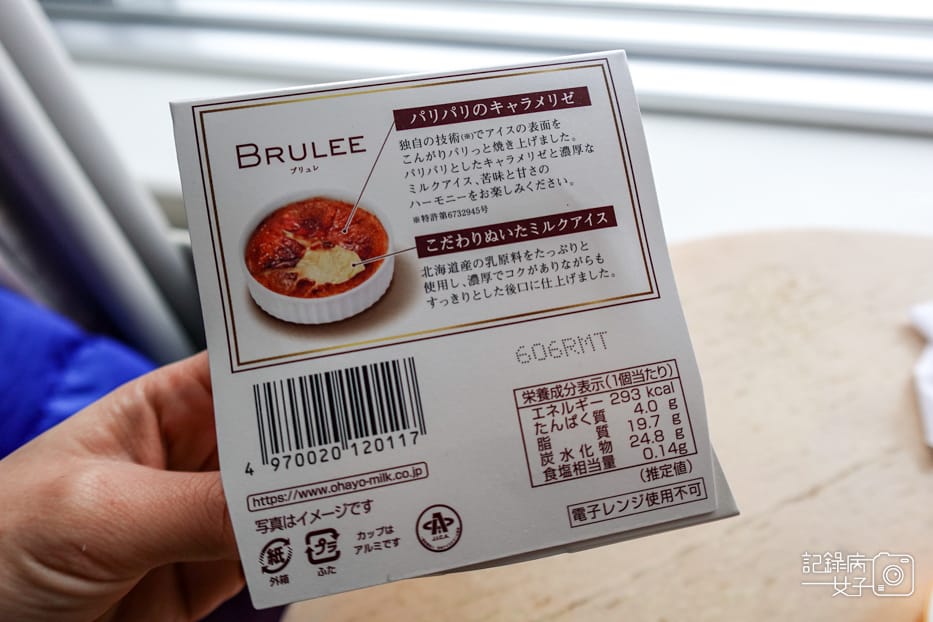 BRULEE
ブリュレ
パリパリのキャラメリゼ
独自の技術(※)でアイスの表面を
こんがりパリっと焼き上げました。
パリパリとしたキャラメリゼと濃厚な
ミルクアイス、苦味と甘さの
ハーモニーをお楽しみください。
※特許第6732945号
こだわりぬいたミルクアイス
北海道産の乳原料をたっぷりと
使用し、濃厚でコクがありながらも
すっきりとした後口に仕上げました。
606RMT
栄養成分表示(1個当たり)
エネルギー 293 kcal
たんぱく質 4.0 g
脂質 19.7 g
炭水化物 24.8 g
食塩相当量 0.14g
(推定値)
電子レンジ使用不可
4 970020 120117
https://www.ohayo-milk.co.jp
写真はイメージです
紙
外箱
プラ
ふた
カップは
アルミです
J.I.C.A.
記錄病
女子